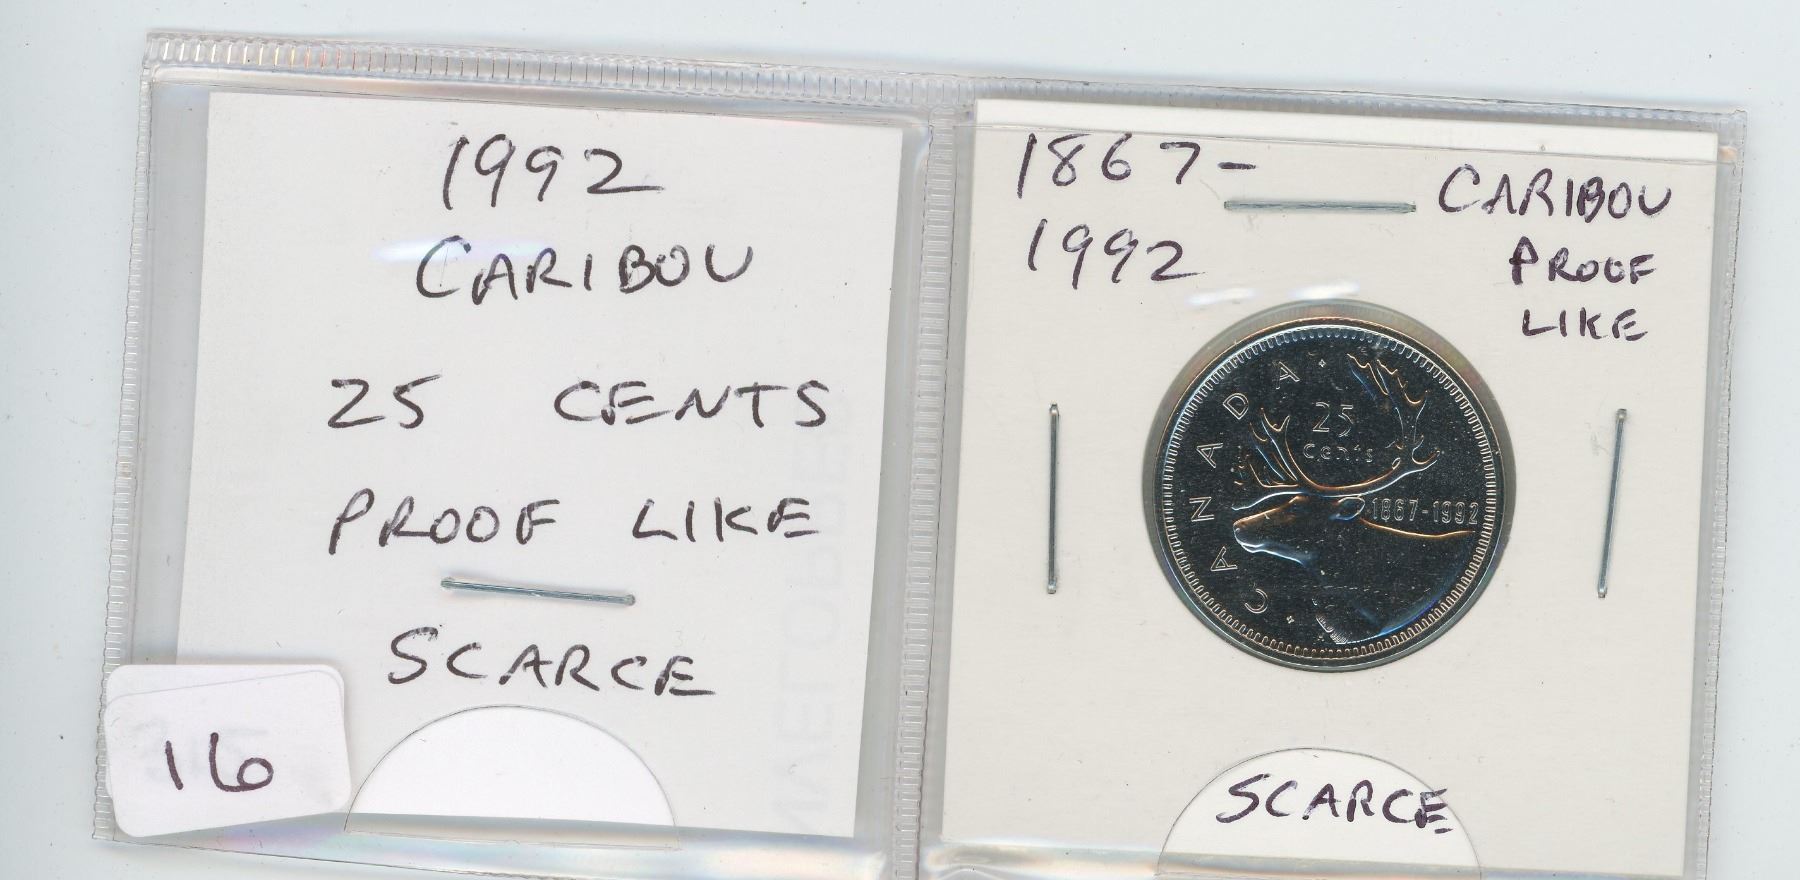 1992
CARIBOU
25 CENTS
PROOF LIKE
SCARCE
16
1867-
1992
CARIBOU
PROOF
LIKE
CANADA
25
cents
1867-1992
SCARCE